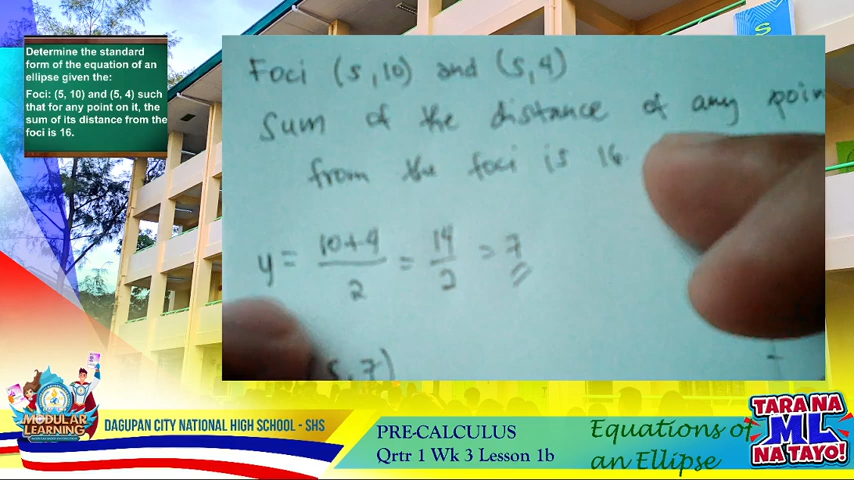 Determine the standard
form of the equation of an
ellipse given the:
Foci: (5, 10) and (5, 4) such
that for any point on it, the
sum of its distance from the
foci is 16.
Foci (5, 10) and (5, 4)
Sum of the distance of any poin
from the foci is 16.
y = 10+4/2 = 14/2 = 7
(5, 7)
MODULAR
LEARNING
DAGUPAN CITY NATIONAL HIGH SCHOOL - SHS
PRE-CALCULUS
Qrtr 1 Wk 3 Lesson 1b
Equations of
an Ellipse
TARA NA
ML
NA TAYO!